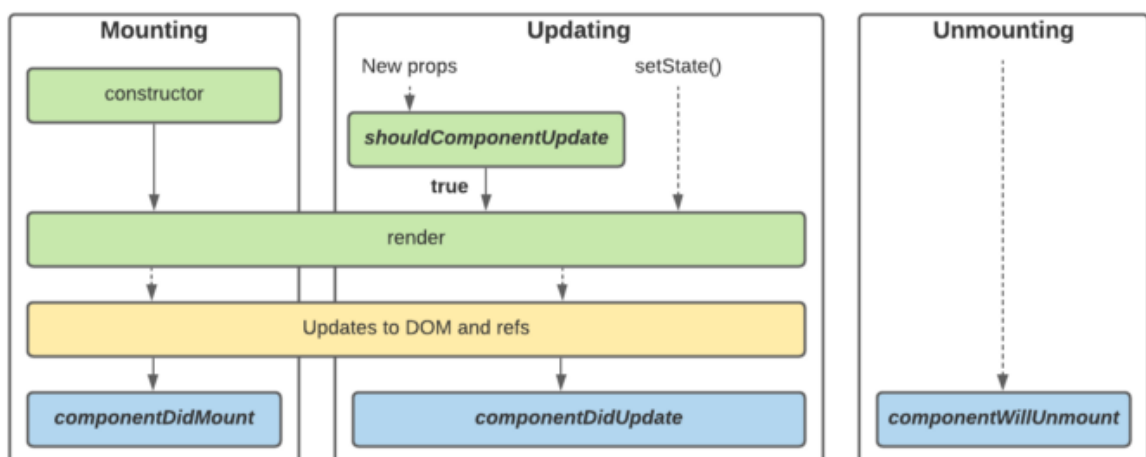 Mounting
Updating
Unmounting
New props
setState()
constructor
shouldComponentUpdate
true
render
Updates to DOM and refs
componentDidMount
componentDidUpdate
componentWillUnmount